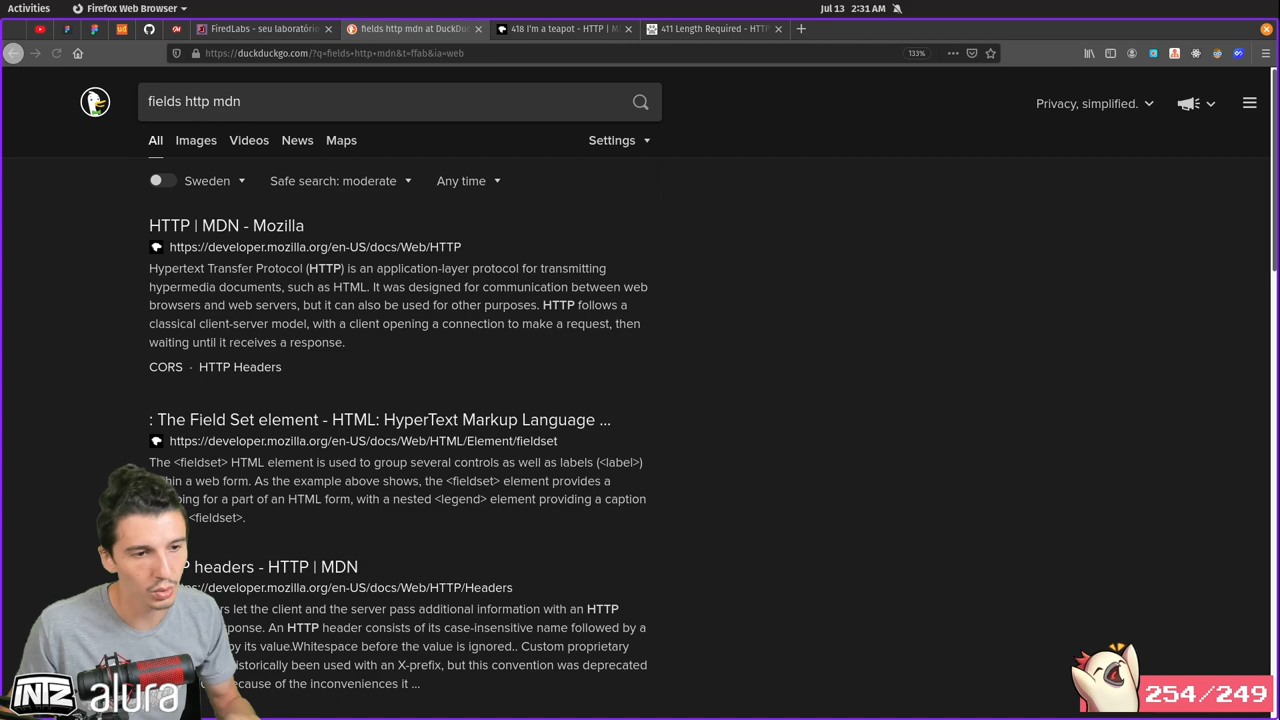 Activities
Firefox Web Browser
Jul 13 2:31 AM
FiredLabs - seu laboratório
fields http mdn at DuckDu
418 I'm a teapot - HTTP | M
411 Length Required - HTT
https://duckduckgo.com/?q=fields+http+mdn&t=ffab&ia=web
133%
fields http mdn
Privacy, simplified.
All Images Videos News Maps Settings
Sweden Safe search: moderate Any time
HTTP | MDN - Mozilla
https://developer.mozilla.org/en-US/docs/Web/HTTP
Hypertext Transfer Protocol (HTTP) is an application-layer protocol for transmitting
hypermedia documents, such as HTML. It was designed for communication between web
browsers and web servers, but it can also be used for other purposes. HTTP follows a
classical client-server model, with a client opening a connection to make a request, then
waiting until it receives a response.
CORS · HTTP Headers
: The Field Set element - HTML: HyperText Markup Language ...
https://developer.mozilla.org/en-US/docs/Web/HTML/Element/fieldset
The <fieldset> HTML element is used to group several controls as well as labels (<label>)
a web form. As the example above shows, the <fieldset> element provides a
for a part of an HTML form, with a nested <legend> element providing a caption
<fieldset>.
headers - HTTP | MDN
/developer.mozilla.org/en-US/docs/Web/HTTP/Headers
let the client and the server pass additional information with an HTTP
An HTTP header consists of its case-insensitive name followed by a
by its value.Whitespace before the value is ignored.. Custom proprietary
historically been used with an X-prefix, but this convention was deprecated
because of the inconveniences it ...
INTZ alura
254/249